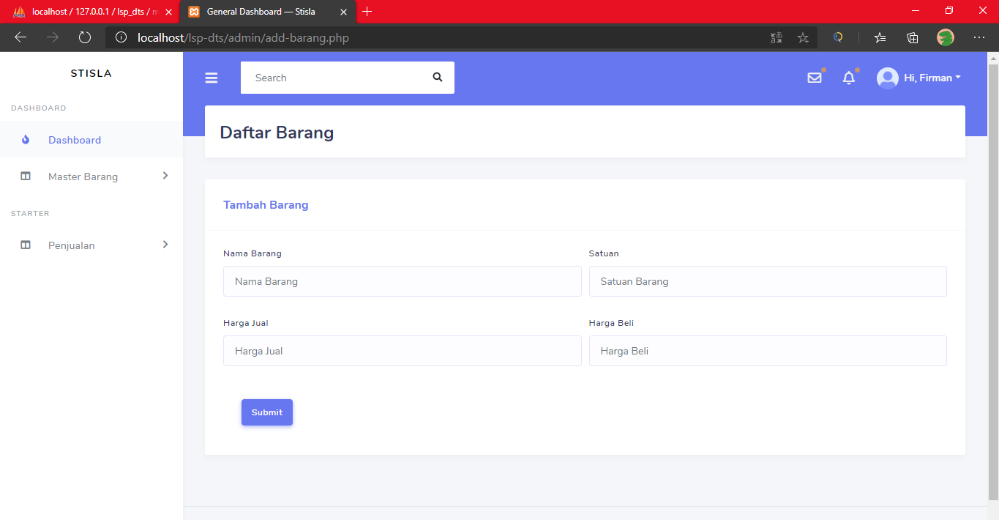 localhost / 127.0.0.1 / lsp_dts / m
General Dashboard — Stisla
localhost/lsp-dts/admin/add-barang.php
STISLA
Search
Hi, Firman
DASHBOARD
Dashboard
Master Barang
STARTER
Penjualan
Daftar Barang
Tambah Barang
Nama Barang
Satuan
Nama Barang
Satuan Barang
Harga Jual
Harga Beli
Harga Jual
Harga Beli
Submit